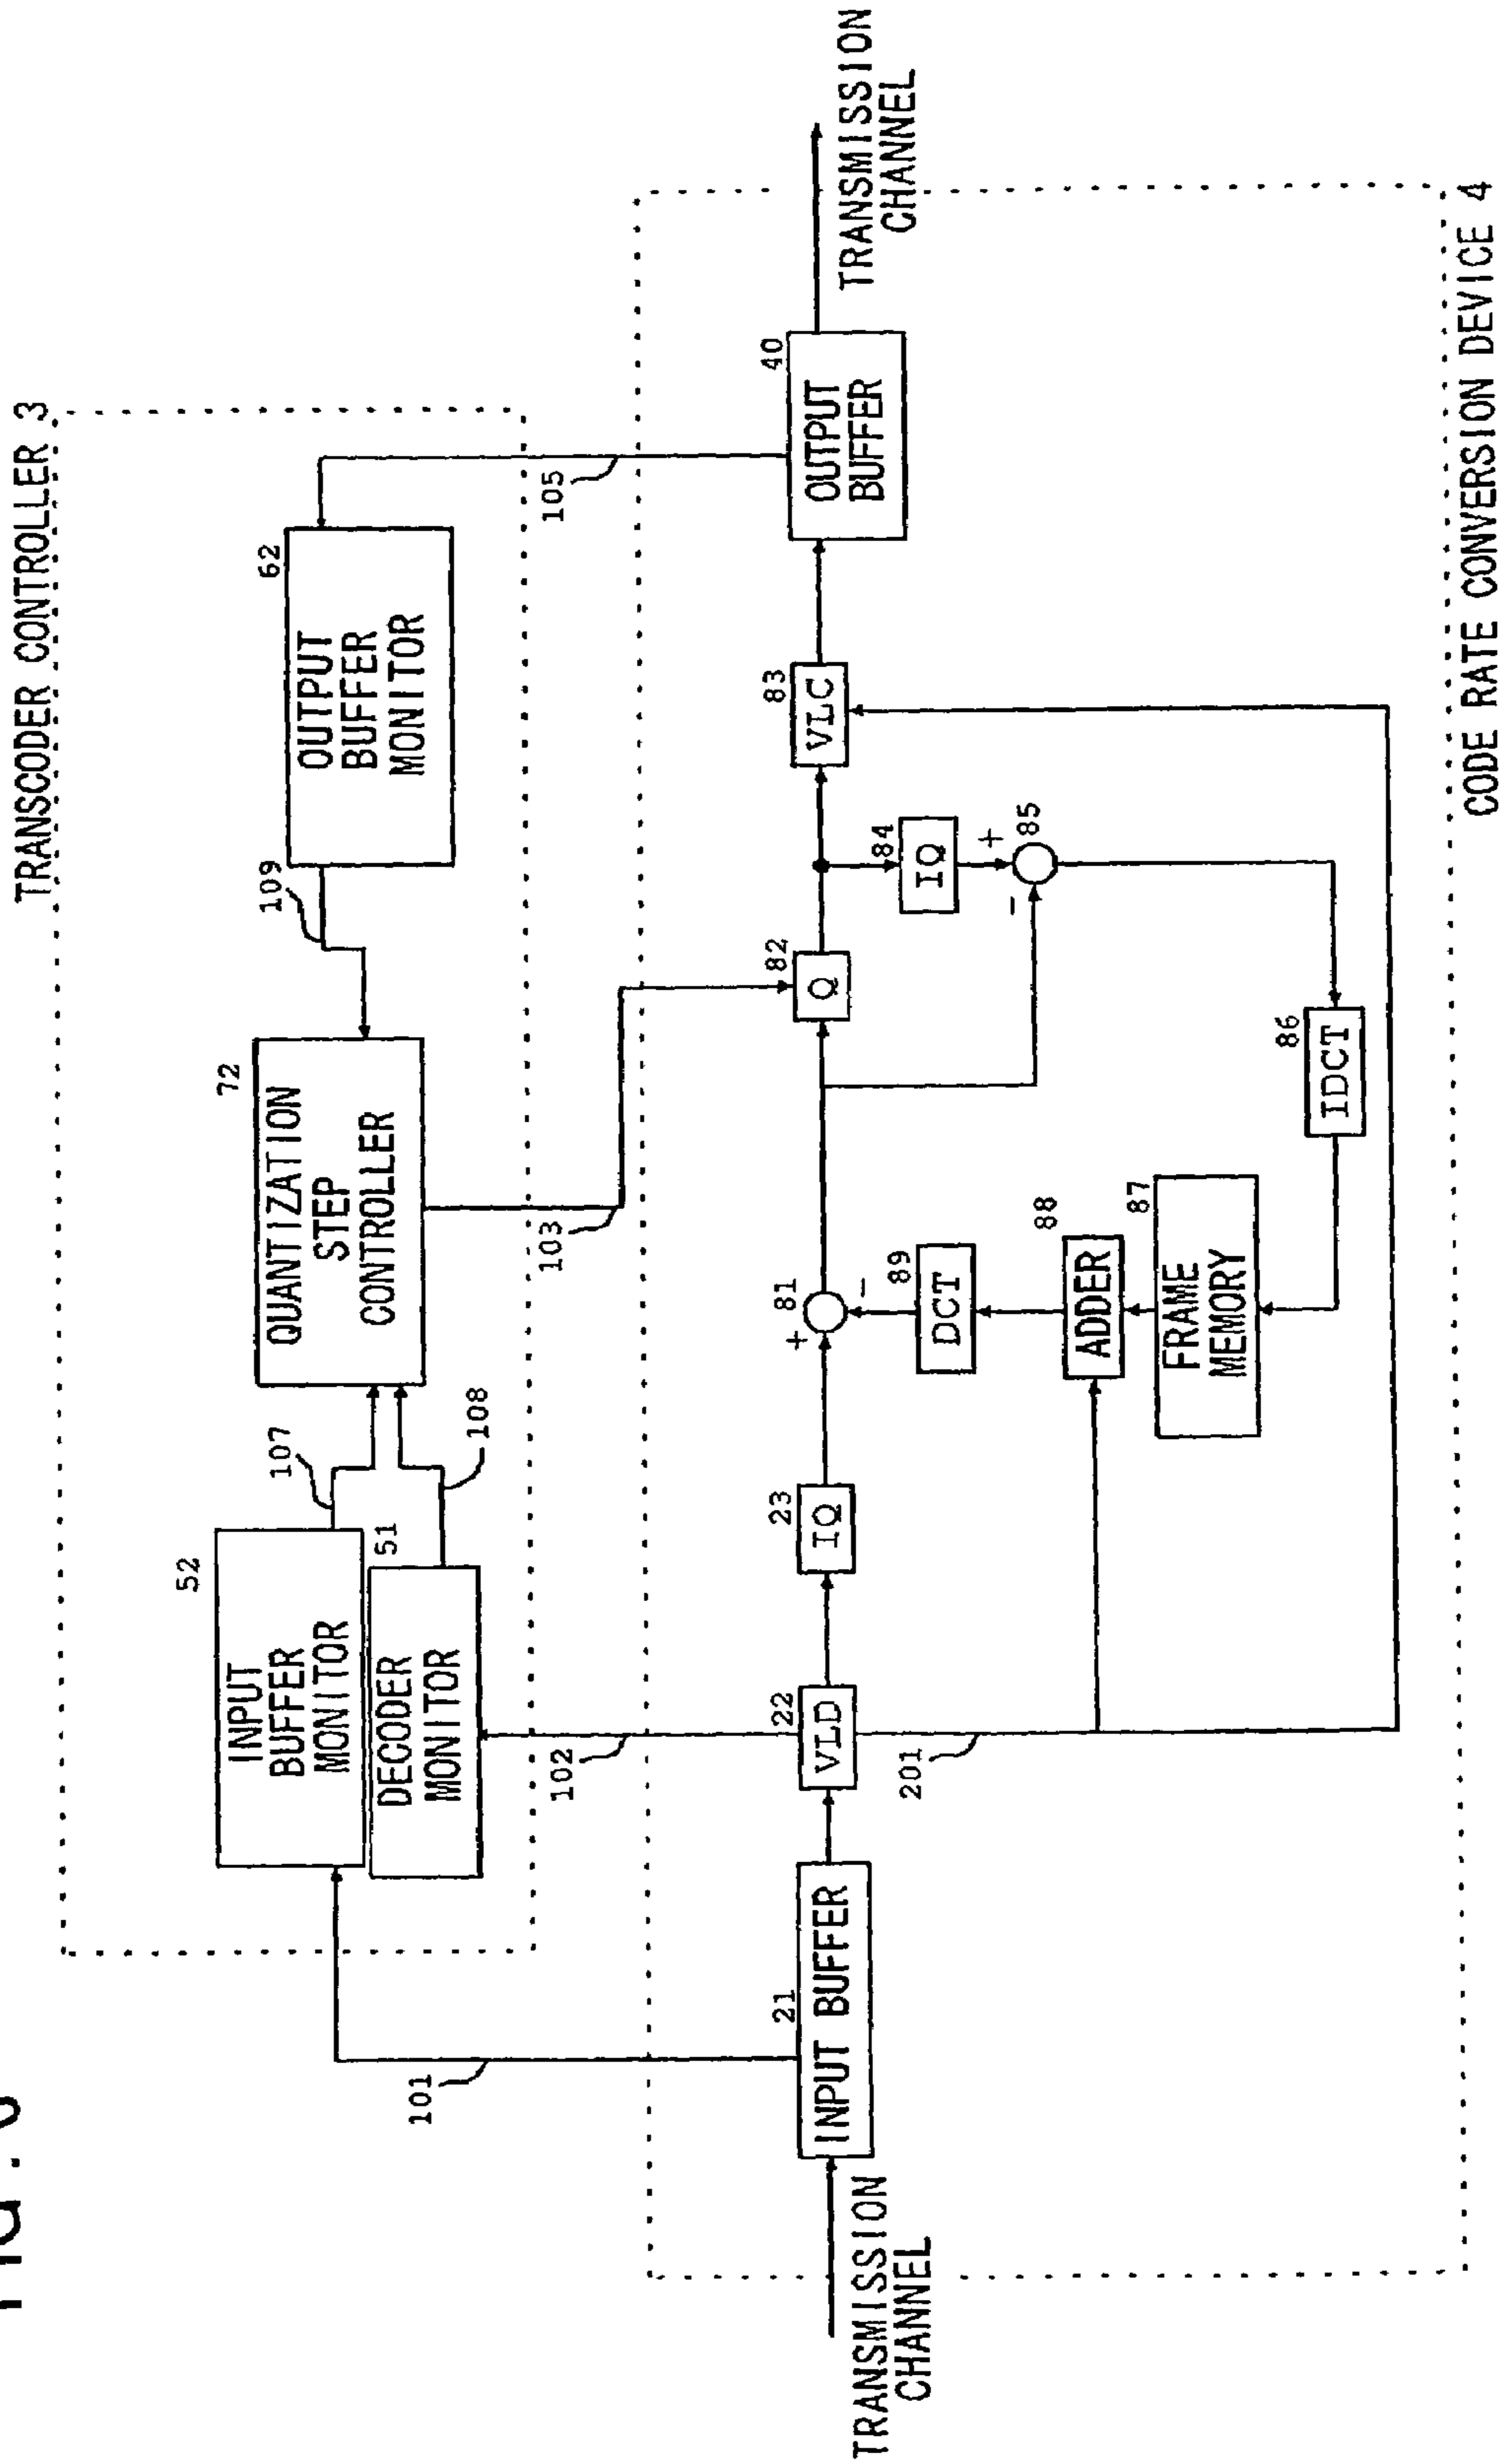 TRANSCODER CONTROLLER 3
52
INPUT
BUFFER
MONITOR
51
DECODER
MONITOR
107
108
72
QUANTIZATION
STEP
CONTROLLER
109
62
OUTPUT
BUFFER
MONITOR
101
102
103
105
TRANSMISSION
CHANNEL
21
INPUT BUFFER
22
VLD
23
IQ
+
81
-
82
Q
83
VLC
40
OUTPUT
BUFFER
TRANSMISSION
CHANNEL
201
89
DCT
88
ADDER
87
FRAME
MEMORY
84
IQ
+
85
-
86
IDCT
CODE RATE CONVERSION DEVICE 4